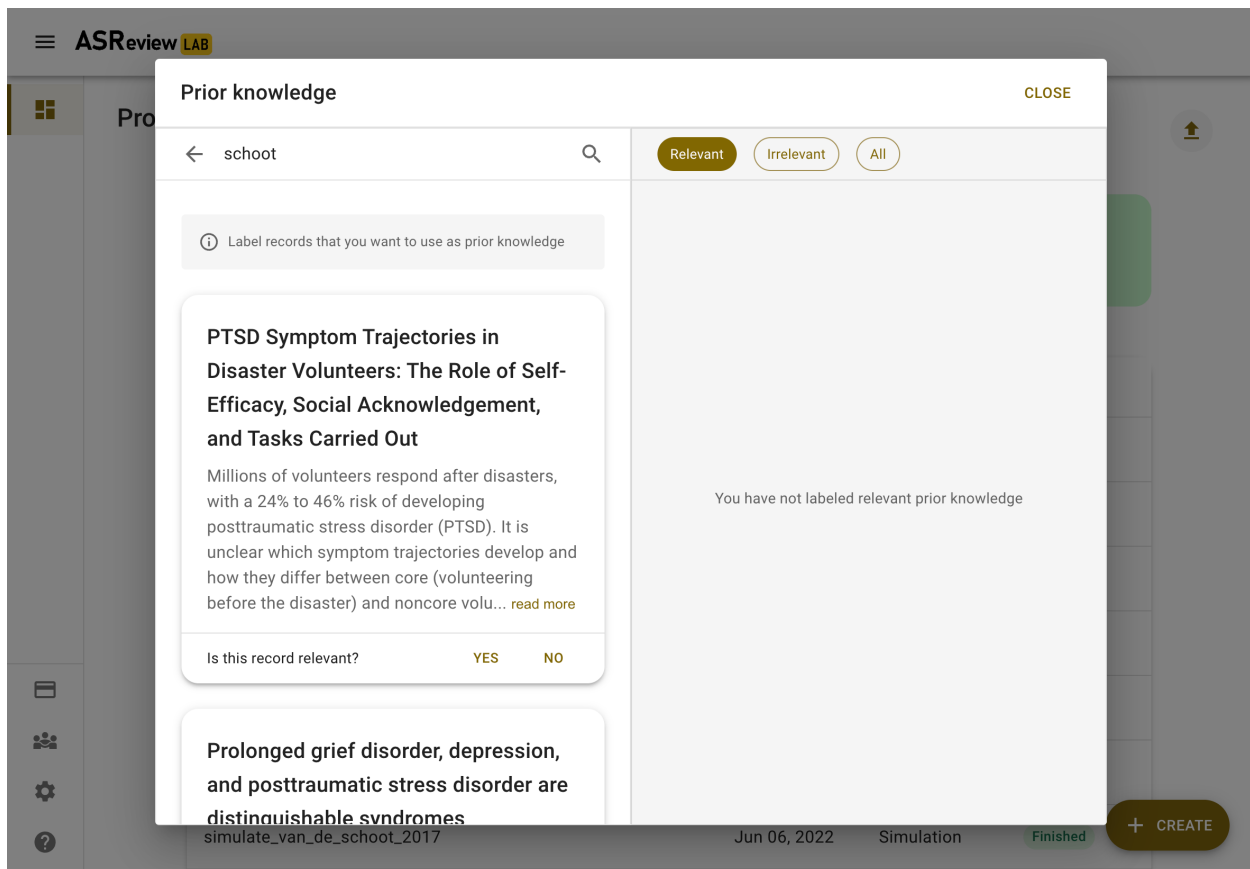 ASReview LAB
Pro
Prior knowledge
CLOSE
schoot
Relevant
Irrelevant
All
Label records that you want to use as prior knowledge
PTSD Symptom Trajectories in
Disaster Volunteers: The Role of Self-
Efficacy, Social Acknowledgement,
and Tasks Carried Out
Millions of volunteers respond after disasters,
with a 24% to 46% risk of developing
posttraumatic stress disorder (PTSD). It is
unclear which symptom trajectories develop and
how they differ between core (volunteering
before the disaster) and noncore volu... read more
Is this record relevant?
YES
NO
Prolonged grief disorder, depression,
and posttraumatic stress disorder are
distinguishable syndromes
You have not labeled relevant prior knowledge
simulate_van_de_schoot_2017
Jun 06, 2022
Simulation
Finished
CREATE